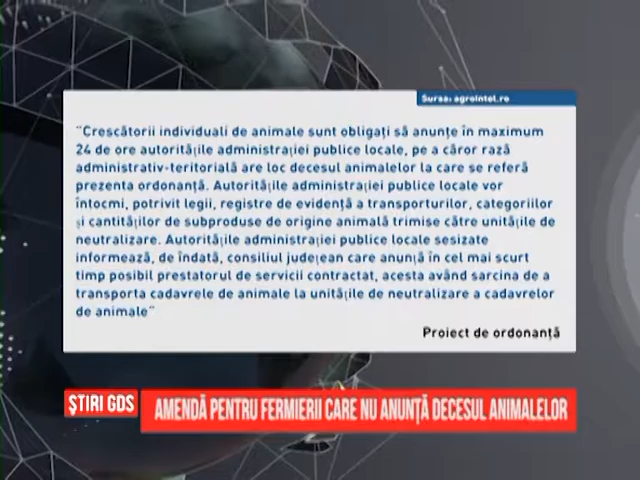 Sursa: agrointel.ro
"Crescătorii individuali de animale sunt obligați să anunțe în maximum
24 de ore autoritățile administrației publice locale, pe a căror rază
administrativ-teritorială are loc decesul animalelor la care se referă
prezenta ordonanță. Autoritățile administrației publice locale vor
întocmi, potrivit legii, registre de evidență a transporturilor, categoriilor
și cantităților de subproduse de origine animală trimise către unitățile de
neutralizare. Autoritățile administrației publice locale sesizate
informează, de îndată, consiliul județean care anunță în cel mai scurt
timp posibil prestatorul de servicii contractat, acesta având sarcina de a
transporta cadavrele de animale la unitățile de neutralizare a cadavrelor
de animale"
Proiect de ordonanță
ȘTIRI GDS
AMENDĂ PENTRU FERMIERII CARE NU ANUNȚĂ DECESUL ANIMALELOR